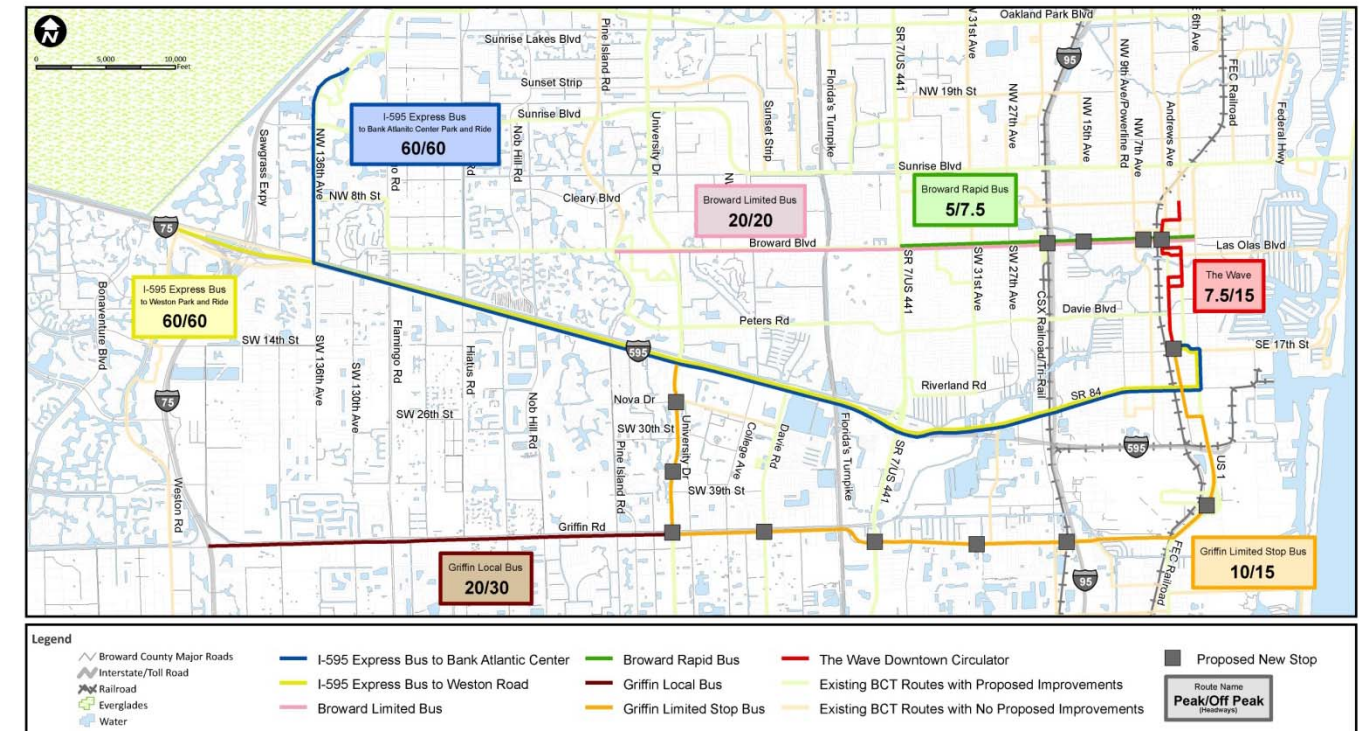 N
0 5,000 10,000
Feet
Oakland Park Blvd
Sunrise Lakes Blvd
Pine Island Rd
SR 7/US 441
SW 31st Ave
E 6th Ave
95
NW 9th Ave/Powerline Rd
FEC Railroad
Sunset Strip
NW 19th St
Sunrise Blvd
Nob Hill Rd
University Dr
Sunset Strip
Florida's Turnpike
NW 27th Ave
NW 15th Ave
NW 7th Ave
Andrews Ave
Federal Hwy
Sawgrass Expy
NW 136th Ave
I-595 Express Bus
to Bank Atlanitc Center Park and Ride
60/60
Rd
Sunrise Blvd
NW 8th St
Cleary Blvd
Broward Limited Bus
20/20
Broward Rapid Bus
5/7.5
Broward Blvd
Las Olas Blvd
75
I-595 Express Bus
to Weston Park and Ride
60/60
The Wave
7.5/15
Bonaventure Blvd
SW 14th St
SW 136th Ave
SW 130th Ave
Flamingo Rd
Hiatus Rd
Nob Hill Rd
595
Peters Rd
SR 7/US 441
SW 31st Ave
SW 27th Ave
CSX Railroad/Tri-Rail
Davie Blvd
SE 17th St
75
SW 26th St
Nova Dr
SW 30th St
University Dr
Pine Island Rd
College Ave
Davie Rd
Florida's Turnpike
SR 7/US 441
Riverland Rd
SR 84
595
US 1
SW 39th St
Weston Rd
Griffin Rd
Griffin Local Bus
20/30
95
FEC Railroad
Griffin Limited Stop Bus
10/15
Legend
Broward County Major Roads
Interstate/Toll Road
Railroad
Everglades
Water
I-595 Express Bus to Bank Atlantic Center
I-595 Express Bus to Weston Road
Broward Limited Bus
Broward Rapid Bus
Griffin Local Bus
Griffin Limited Stop Bus
The Wave Downtown Circulator
Existing BCT Routes with Proposed Improvements
Existing BCT Routes with No Proposed Improvements
Proposed New Stop
Route Name
Peak/Off Peak
(Headways)